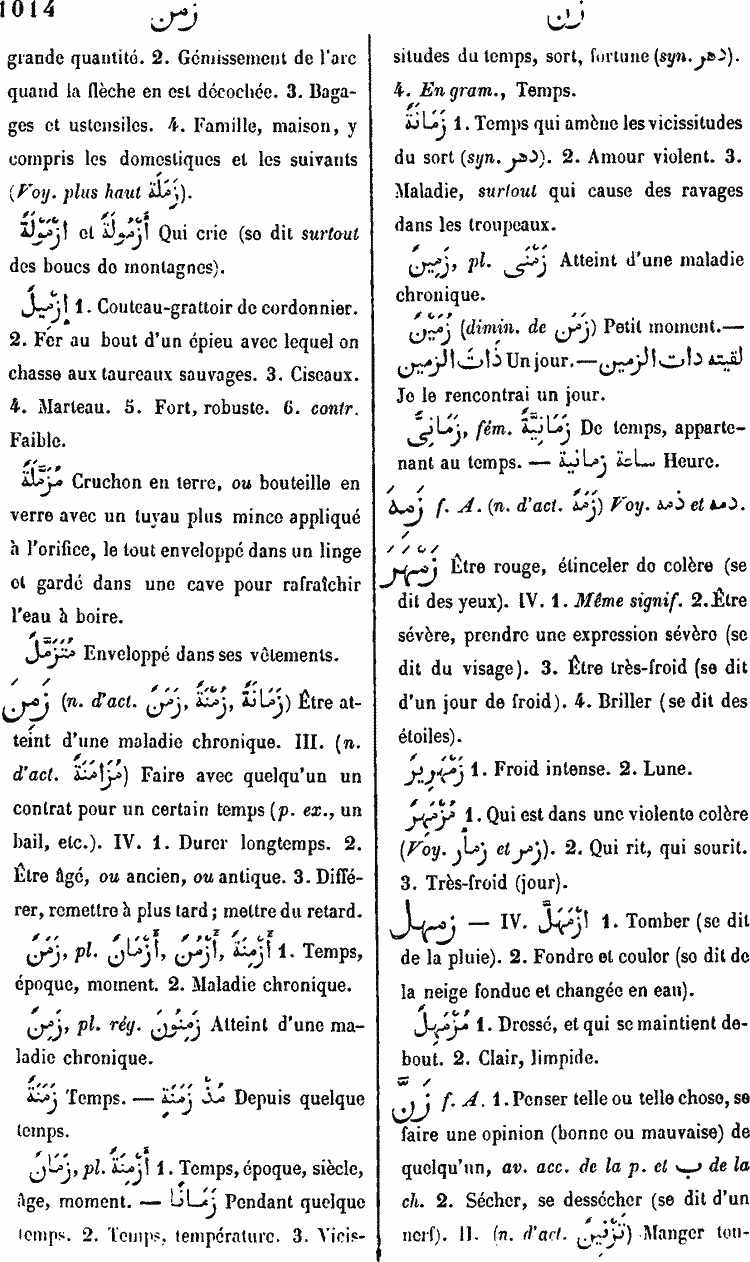 1014
زمن
زن
grande quantité. 2. Gémissement de l'arc
quand la flèche en est décochée. 3. Baga-
ges et ustensiles. 4. Famille, maison, y
compris les domestiques et les suivants
(Voy. plus haut زَمَلَةٌ).
أُزْمُولَةٌ et إِزْمَوْلَةٌ Qui crie (se dit surtout
des boucs de montagnes).
إِزْمِيلٌ 1. Couteau-grattoir de cordonnier.
2. Fer au bout d'un épieu avec lequel on
chasse aux taureaux sauvages. 3. Ciseaux.
4. Marteau. 5. Fort, robuste. 6. contr.
Faible.
مُزَمَّلَةٌ Cruchon en terre, ou bouteille en
verre avec un tuyau plus mince appliqué
à l'orifice, le tout enveloppé dans un linge
et gardé dans une cave pour rafraîchir
l'eau à boire.
مُتَزَمِّلٌ Enveloppé dans ses vêtements.
زَمِنَ (n. d'act. زَمَنٌ, زُمْنَةٌ, زَمَانَةٌ) Être at-
teint d'une maladie chronique. III. (n.
d'act. مُزَامَنَةٌ) Faire avec quelqu'un un
contrat pour un certain temps (p. ex., un
bail, etc.). IV. 1. Durer longtemps. 2.
Être âgé, ou ancien, ou antique. 3. Diffé-
rer, remettre à plus tard ; mettre du retard.
زَمَنٌ, pl. أَزْمَانٌ, أَزْمُنٌ, أَزْمِنَةٌ 1. Temps,
époque, moment. 2. Maladie chronique.
زَمِنٌ, pl. rég. زَمِنُونَ Atteint d'une ma-
ladie chronique.
زَمَنَةٌ Temps. — مُذْ زَمَنَةٍ Depuis quelque
temps.
زَمَانٌ, pl. أَزْمِنَةٌ 1. Temps, époque, siècle,
âge, moment. — زَمَانًا Pendant quelque
temps. 2. Temps, température. 3. Vicis-
situdes du temps, sort, fortune (syn. دهر).
4. En gram., Temps.
زَمَانَةٌ 1. Temps qui amène les vicissitudes
du sort (syn. دهر). 2. Amour violent. 3.
Maladie, surtout qui cause des ravages
dans les troupeaux.
زَمِينٌ, pl. زَمْنَى Atteint d'une maladie
chronique.
زُمَيْنٌ (dimin. de زَمَن) Petit moment.—
ذَاتَ الزمين Un jour.— لقيته ذات الزمين
Je le rencontrai un jour.
زَمَانِيٌّ, fém. زَمَانِيَّةٌ De temps, apparte-
nant au temps. — ساعة زمانية Heure.
زَمِهَ f. A. (n. d'act. زَمَهٌ) Voy. ذمه et دمه.
زَمْهَرَ Être rouge, étinceler de colère (se
dit des yeux). IV. 1. Même signif. 2. Être
sévère, prendre une expression sévère (se
dit du visage). 3. Être très-froid (se dit
d'un jour de froid). 4. Briller (se dit des
étoiles).
زَمْهَرِيرٌ 1. Froid intense. 2. Lune.
مُزْمَهِرٌّ 1. Qui est dans une violente colère
(Voy. زمأر et زمر). 2. Qui rit, qui sourit.
3. Très-froid (jour).
زمهل — IV. ازْمَهَلَّ 1. Tomber (se dit
de la pluie). 2. Fondre et couler (se dit de
la neige fondue et changée en eau).
مُزْمَهِلٌّ 1. Dressé, et qui se maintient de-
bout. 2. Clair, limpide.
زَنَّ f. A. 1. Penser telle ou telle chose, se
faire une opinion (bonne ou mauvaise) de
quelqu'un, av. acc. de la p. et ب de la
ch. 2. Sécher, se dessécher (se dit d'un
nerf). II. (n. d'act. تَزْنِينٌ) Manger tou-